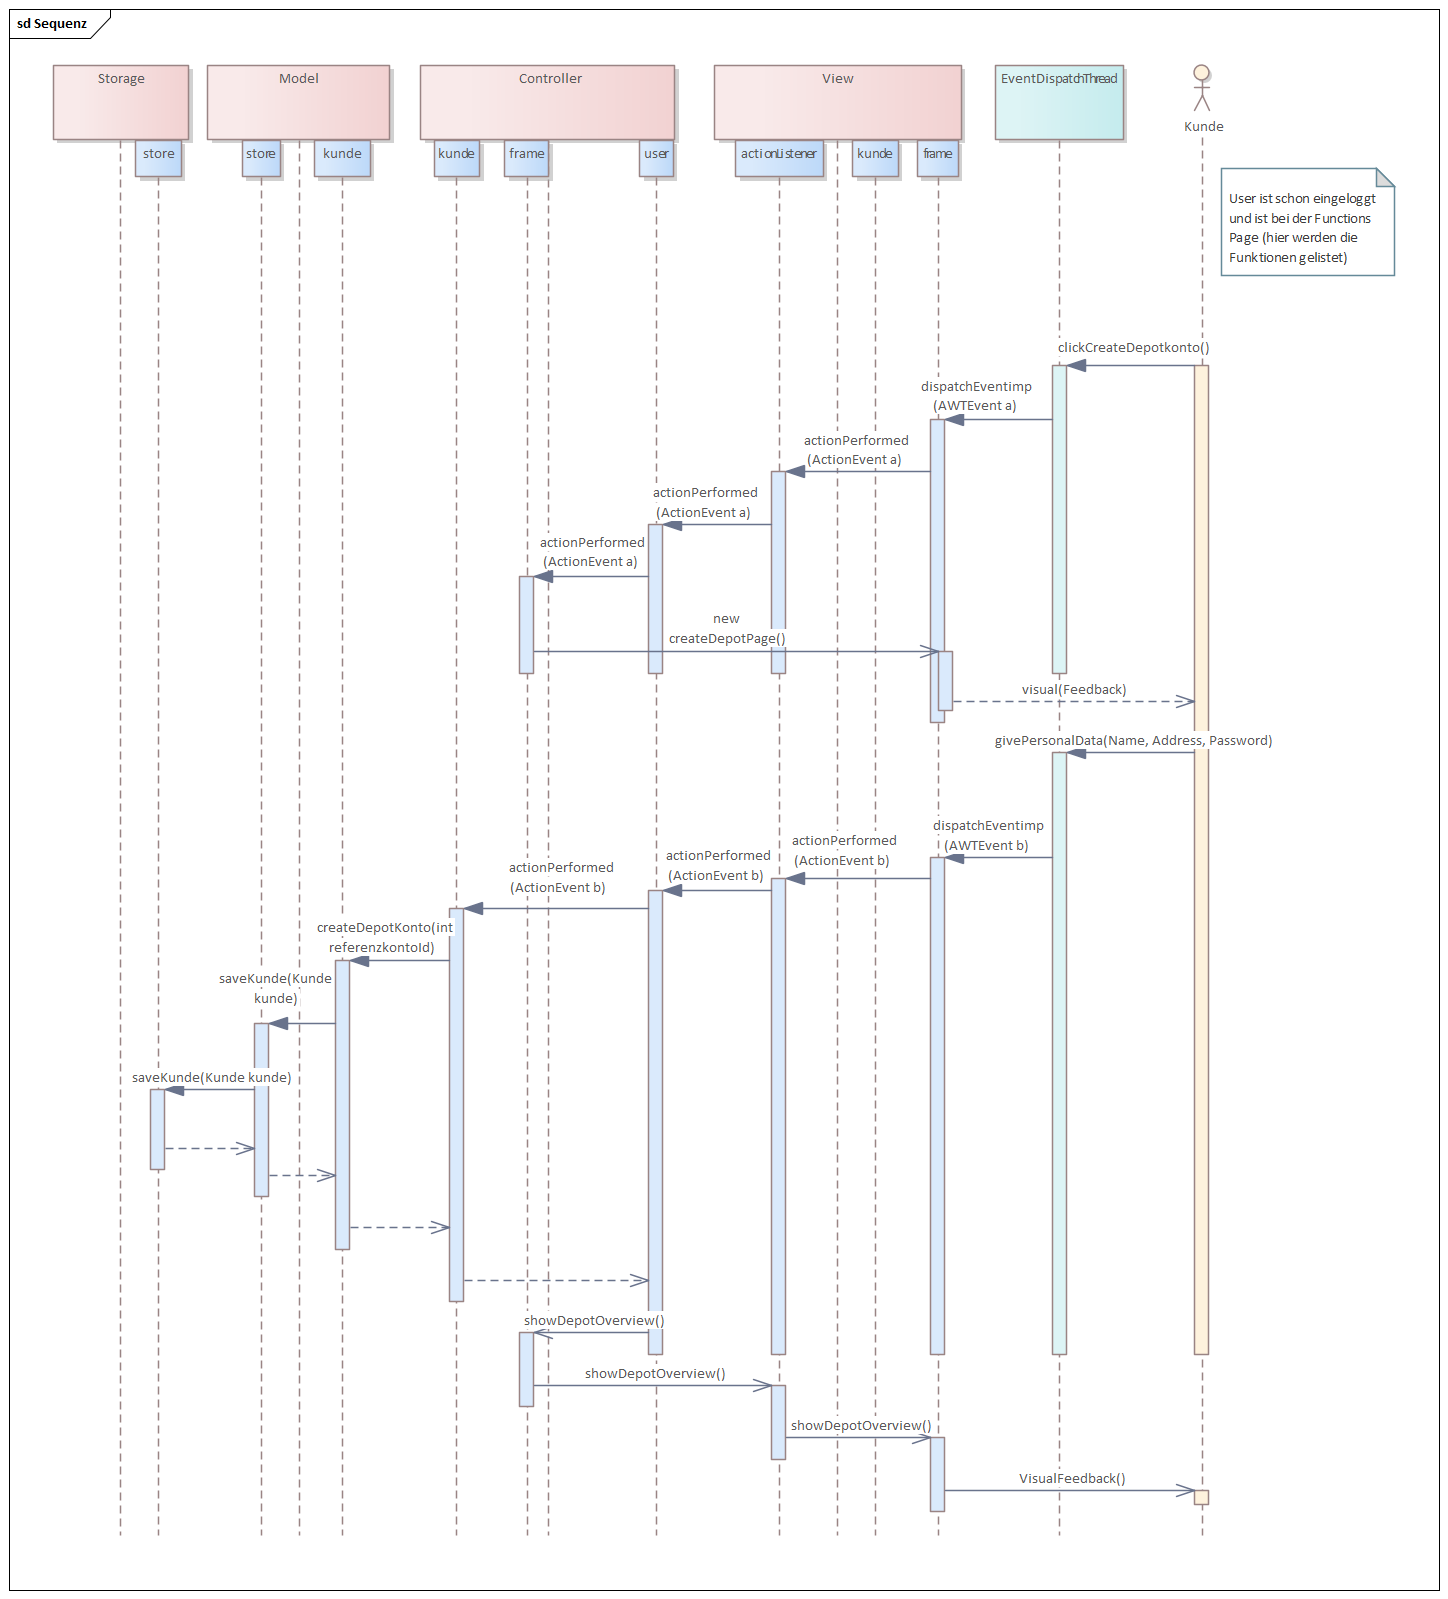 sd Sequenz
Storage
Model
Controller
View
EventDispatchThread
Kunde
store
store
kunde
kunde
frame
user
actionListener
kunde
frame
User ist schon eingeloggt
und ist bei der Functions
Page (hier werden die
Funktionen gelistet)
clickCreateDepotkonto()
dispatchEventimp
(AWTEvent a)
actionPerformed
(ActionEvent a)
actionPerformed
(ActionEvent a)
actionPerformed
(ActionEvent a)
new
createDepotPage()
visual(Feedback)
givePersonalData(Name, Address, Password)
dispatchEventimp
(AWTEvent b)
actionPerformed
(ActionEvent b)
actionPerformed
(ActionEvent b)
actionPerformed
(ActionEvent b)
createDepotKonto(int
referenzkontoId)
saveKunde(Kunde
kunde)
saveKunde(Kunde kunde)
showDepotOverview()
showDepotOverview()
showDepotOverview()
VisualFeedback()